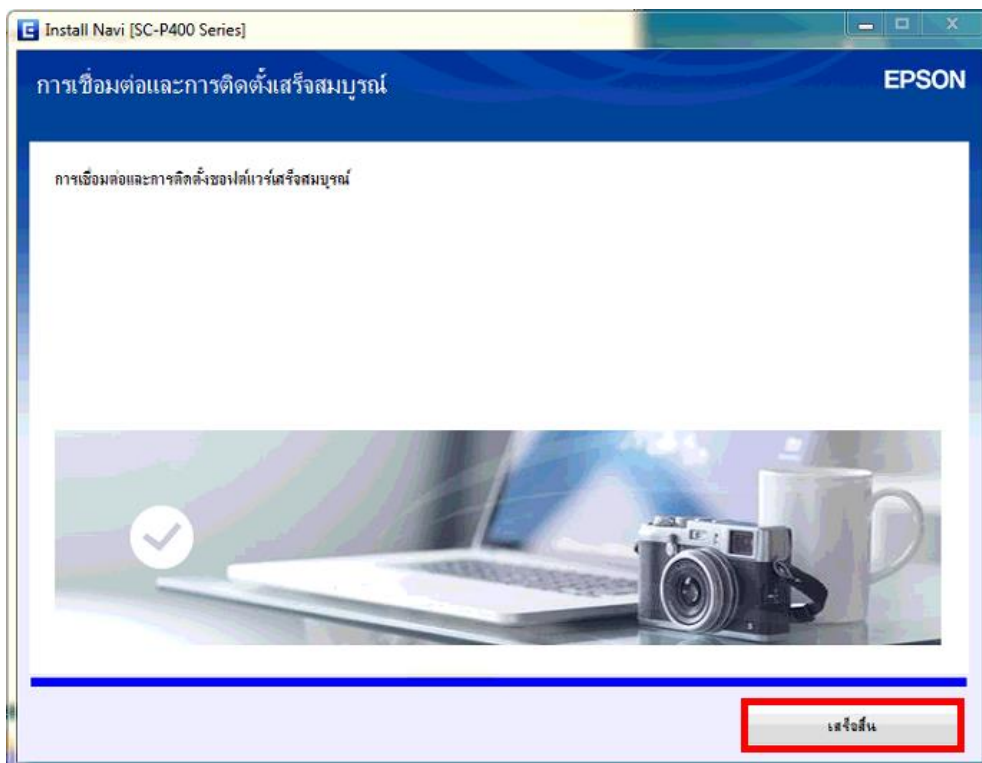 Install Navi [SC-P400 Series]
การเชื่อมต่อและการติดตั้งเสร็จสมบูรณ์
EPSON
การเชื่อมต่อและการติดตั้งซอฟต์แวร์เสร็จสมบูรณ์
เสร็จสิ้น